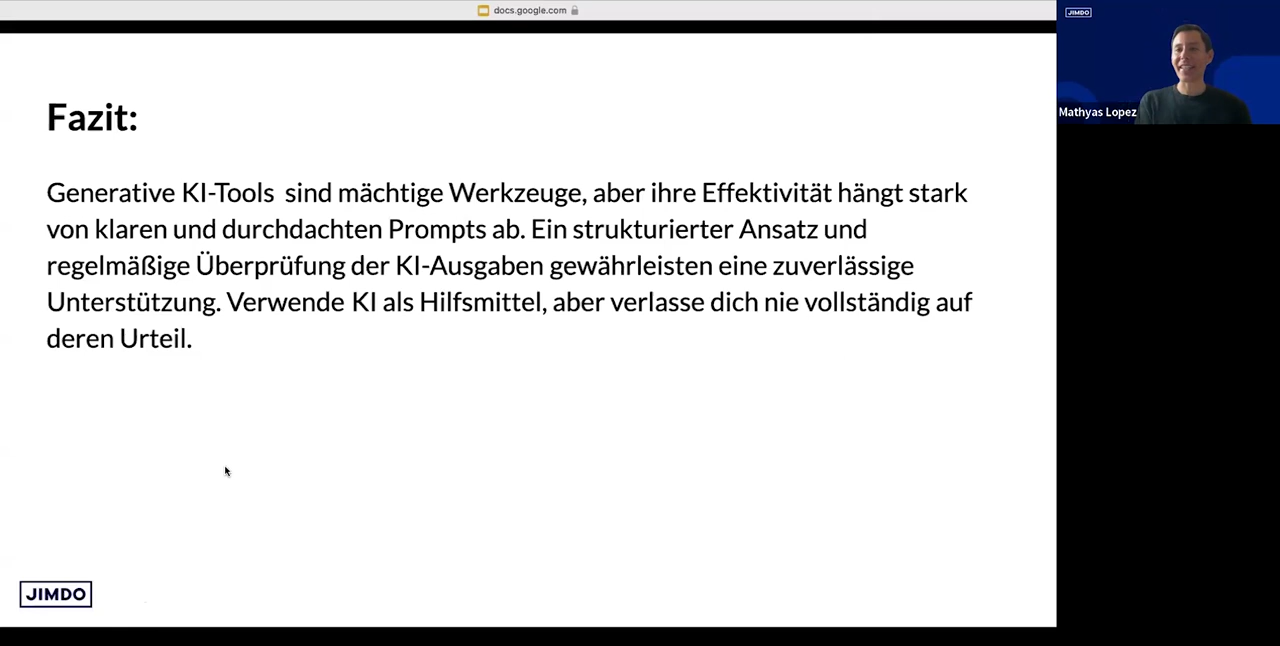 docs.google.com
JIMDO
Mathyas Lopez
Fazit:
Generative KI-Tools sind mächtige Werkzeuge, aber ihre Effektivität hängt stark
von klaren und durchdachten Prompts ab. Ein strukturierter Ansatz und
regelmäßige Überprüfung der KI-Ausgaben gewährleisten eine zuverlässige
Unterstützung. Verwende KI als Hilfsmittel, aber verlasse dich nie vollständig auf
deren Urteil.
JIMDO